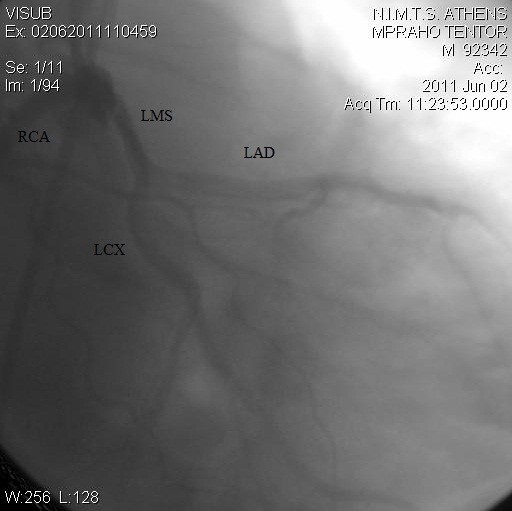 VISUB
Ex: 02062011110459
Se: 1/11
Im: 1/94
N.I.M.T.S. ATHENS
MPRAHO TENTOR
M 92342
Acc:
2011 Jun 02
Acq Tm: 11:23:53.0000
LMS
RCA
LAD
LCX
W:256 L:128